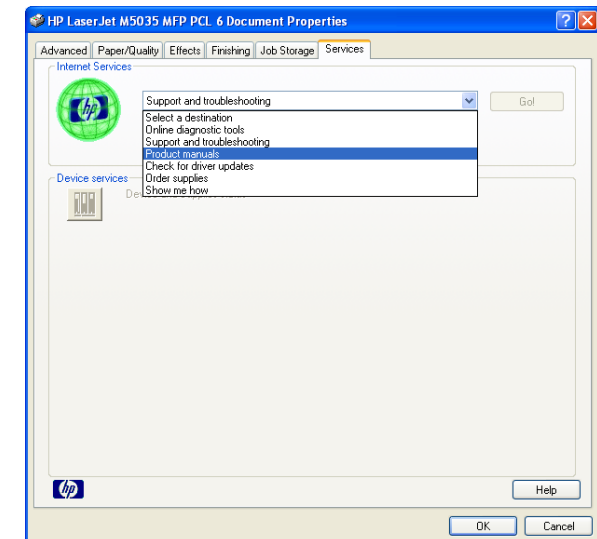 HP LaserJet M5035 MFP PCL 6 Document Properties
Advanced Paper/Quality Effects Finishing Job Storage Services
Internet Services
hp
Support and troubleshooting Go!
Select a destination
Online diagnostic tools
Support and troubleshooting
Product manuals
Check for driver updates
Order supplies
Show me how
Device services
hp
Help
OK Cancel